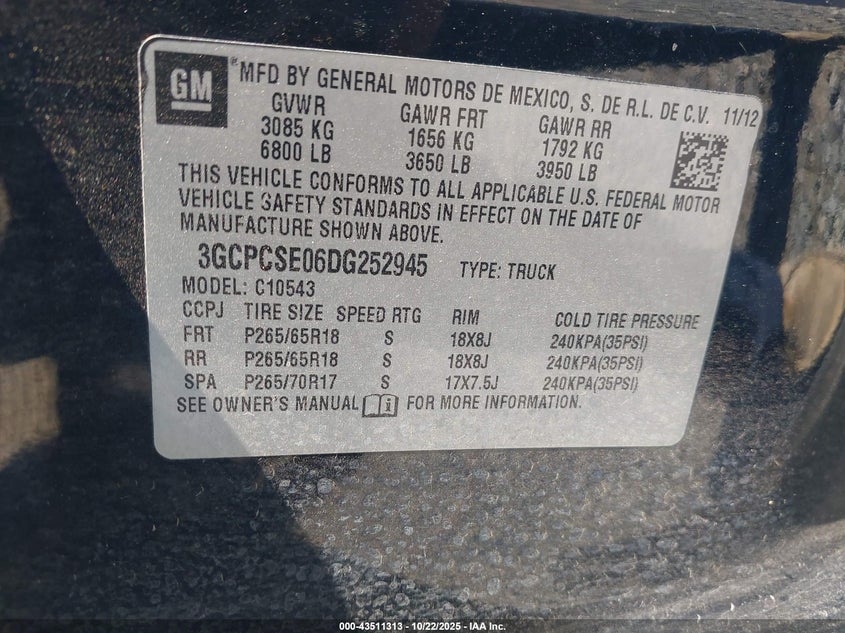 GM
® MFD BY GENERAL MOTORS DE MEXICO, S. DE R.L. DE C.V. 11/12
GVWR GAWR FRT GAWR RR
3085 KG 1656 KG 1792 KG
6800 LB 3650 LB 3950 LB
THIS VEHICLE CONFORMS TO ALL APPLICABLE U.S. FEDERAL MOTOR
VEHICLE SAFETY STANDARDS IN EFFECT ON THE DATE OF
MANUFACTURE SHOWN ABOVE.
3GCPCSE06DG252945 TYPE: TRUCK
MODEL: C10543
CCPJ TIRE SIZE SPEED RTG RIM COLD TIRE PRESSURE
FRT P265/65R18 S 18X8J 240KPA(35PSI)
RR P265/65R18 S 18X8J 240KPA(35PSI)
SPA P265/70R17 S 17X7.5J 240KPA(35PSI)
SEE OWNER'S MANUAL i FOR MORE INFORMATION.
000-43511313 - 10/22/2025 - IAA Inc.